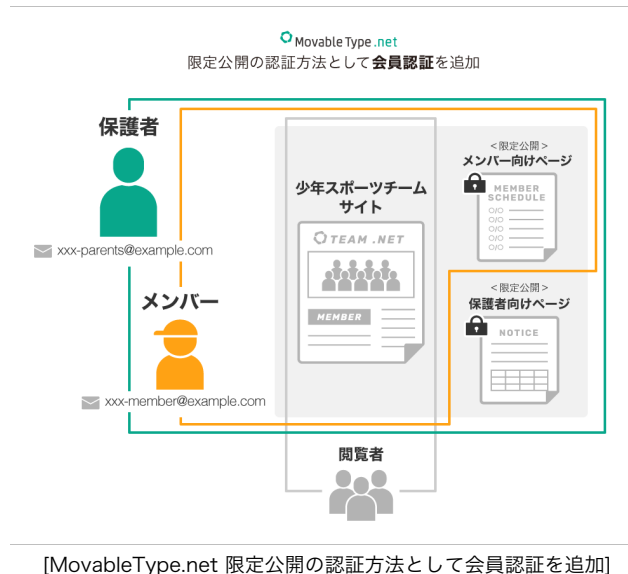 MovableType.net
限定公開の認証方法として会員認証を追加
保護者
xxx-parents@example.com
メンバー
xxx-member@example.com
少年スポーツチーム
サイト
TEAM .NET
MEMBER
<限定公開>
メンバー向けページ
MEMBER
SCHEDULE
O/O
O/O
O/O
O/O
O/O
<限定公開>
保護者向けページ
NOTICE
閲覧者
[MovableType.net 限定公開の認証方法として会員認証を追加]